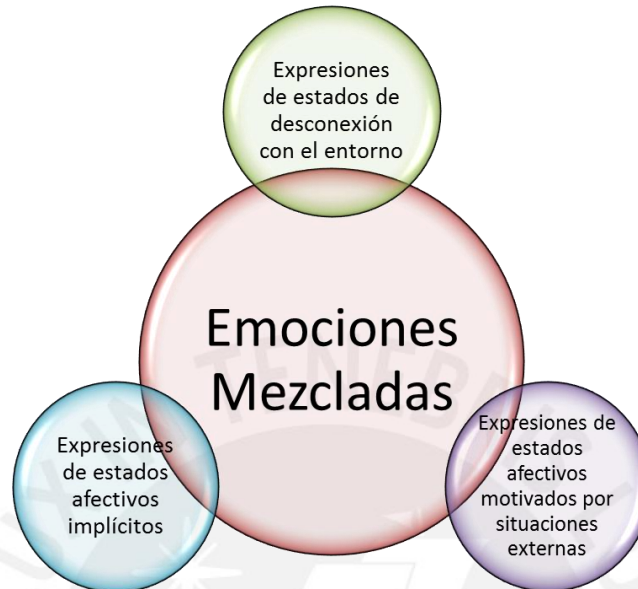 Expresiones
de estados de
desconexión
con el entorno
Emociones
Mezcladas
Expresiones
de estados
afectivos
implícitos
Expresiones de
estados
afectivos
motivados por
situaciones
externas